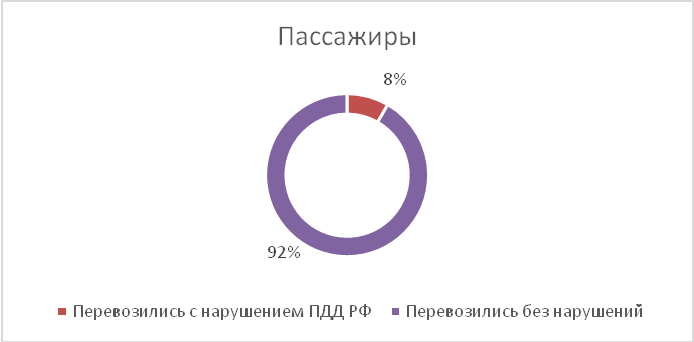 Пассажиры
8%
92%
Перевозились с нарушением ПДД РФ
Перевозились без нарушений